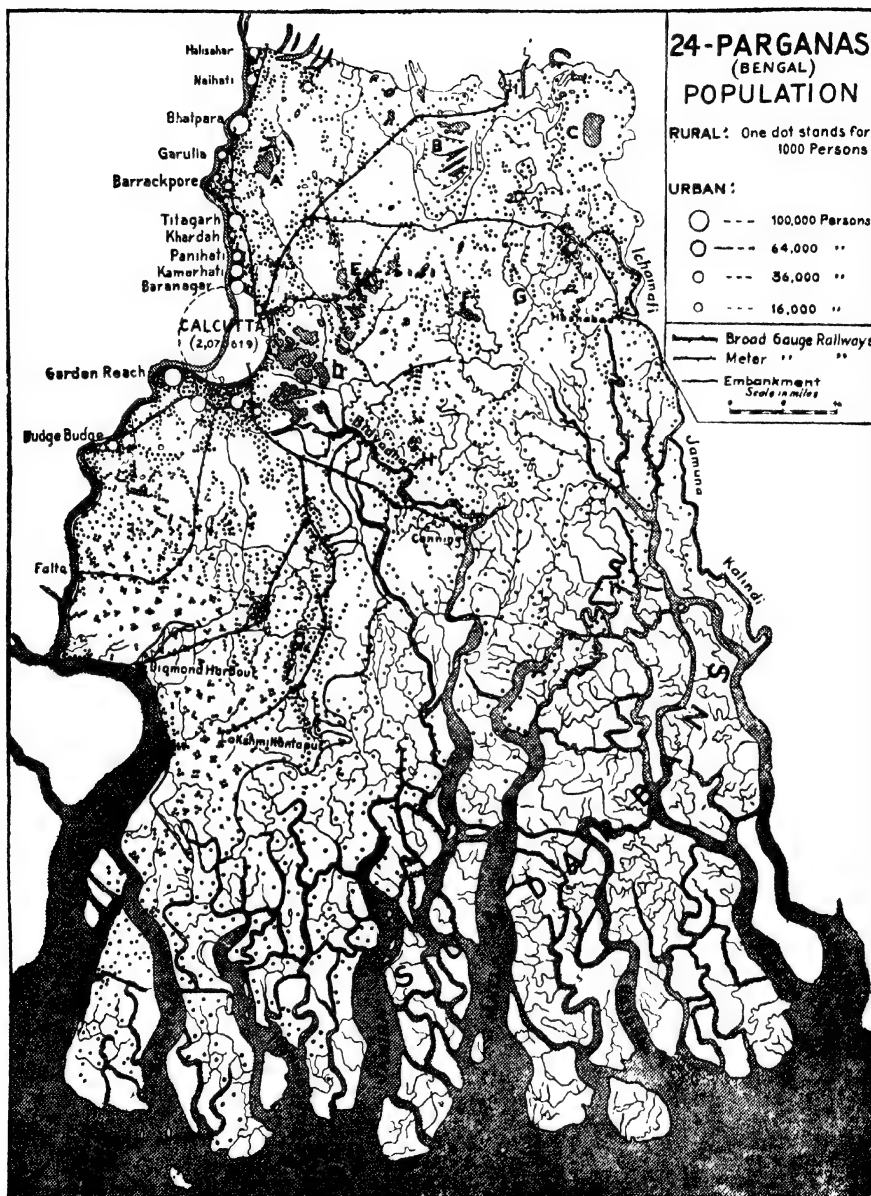 24-PARGANAS
(BENGAL)
POPULATION
RURAL: One dot stands for
1000 Persons
URBAN:
100,000 Persons
64,000 "
36,000 "
16,000 "
Broad Gauge Railways
Meter " "
Embankment
Scale in miles
Halisahar
Naihati
Bhatpara
Garulia
Barrackpore
Titagarh
Khardah
Panihati
Kamarhati
Baranagar
CALCUTTA
Garden Reach
Budge Budge
Falta
Diamond Harbour
Lakshmikantapur
Canning
Ichamati
Jamuna
Kalindi
A
B
C
D
E
F
G
SUNDARBANS